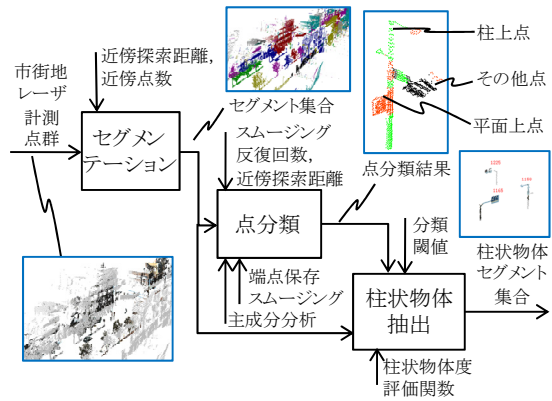 市街地
レーザ
計測
点群
近傍探索距離,
近傍点数
セグメン
テーション
セグメント集合
スムージング
反復回数,
近傍探索距離
点分類
端点保存
スムージング
主成分分析
柱上点
その他点
平面上点
点分類結果
分類
閾値
柱状物体
抽出
柱状物体度
評価関数
柱状物体
セグメント
集合